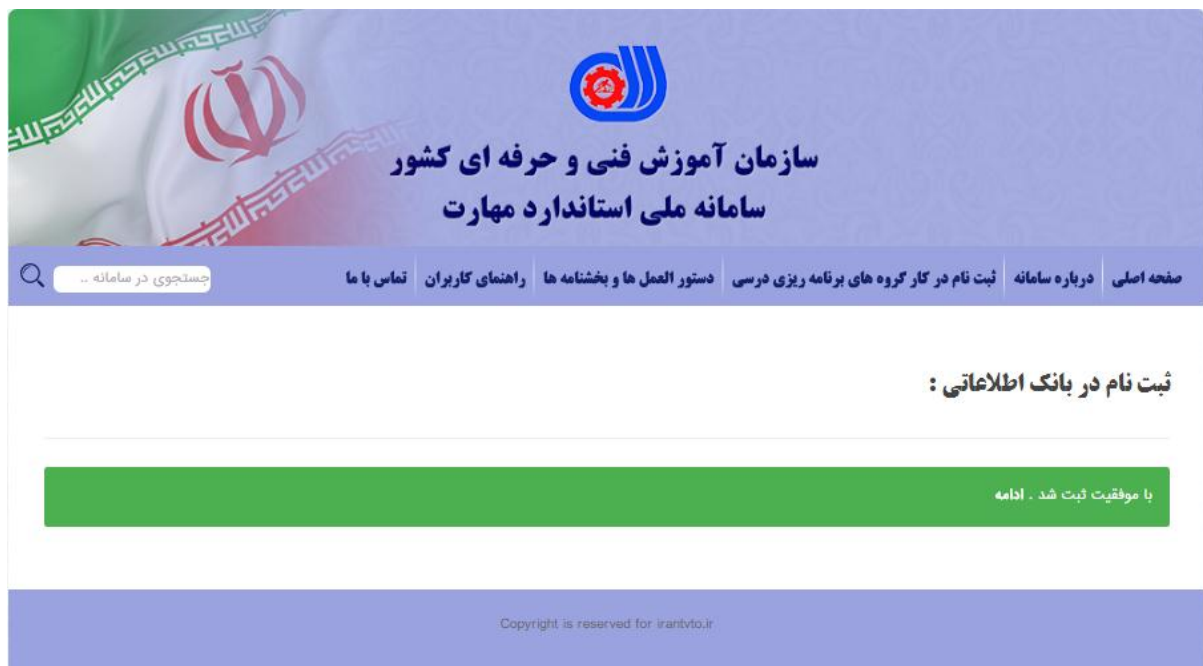 سازمان آموزش فنی و حرفه ای کشور
سامانه ملی استاندارد مهارت
صفحه اصلی
درباره سامانه
ثبت نام در کار گروه های برنامه ریزی درسی
دستور العمل ها و بخشنامه ها
راهنمای کاربران
تماس با ما
جستجوی در سامانه ..
ثبت نام در بانک اطلاعاتی :
با موفقیت ثبت شد . ادامه
Copyright is reserved for irantvto.ir